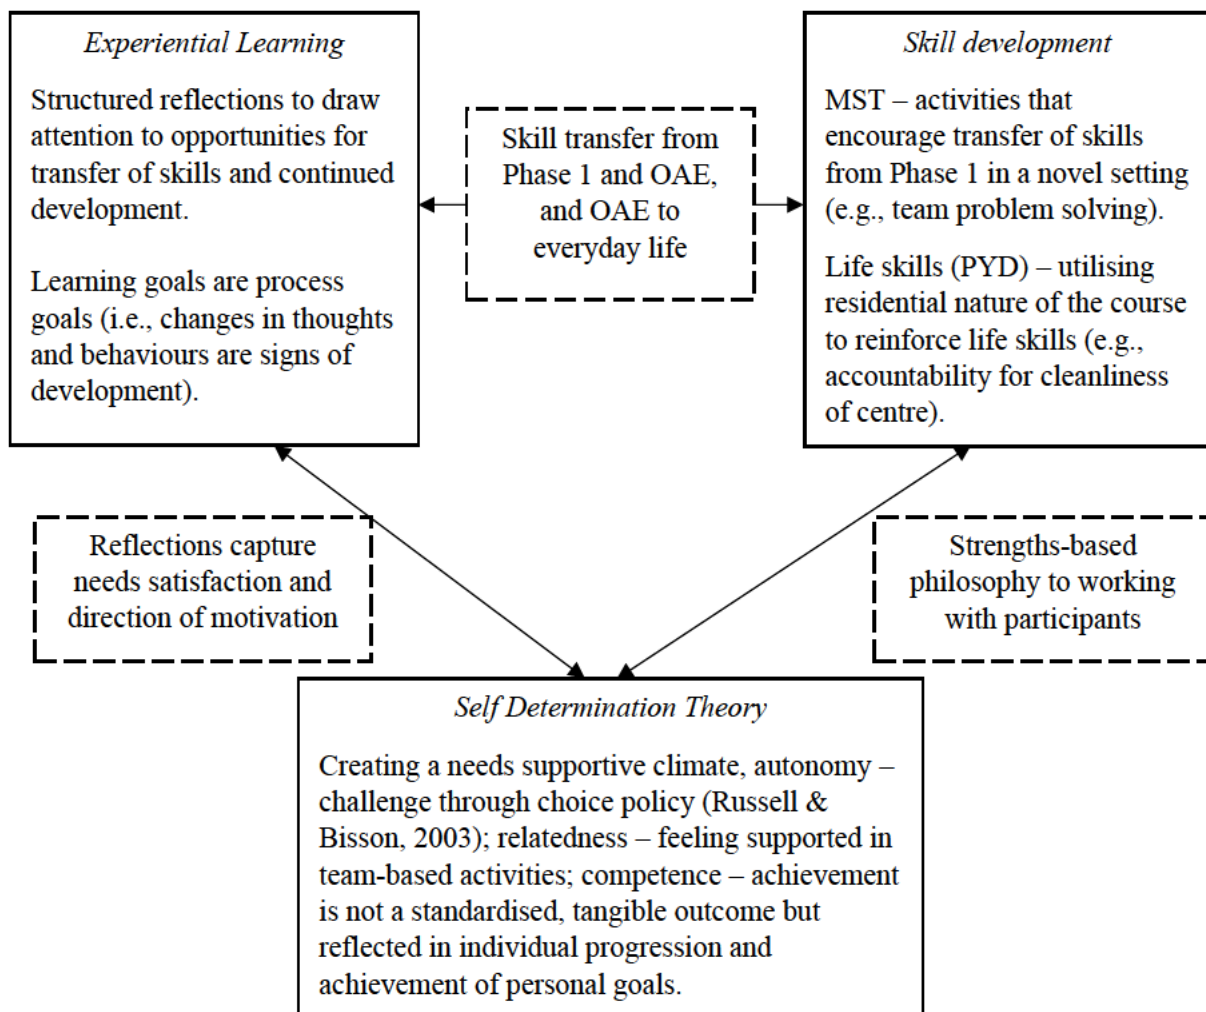 Experiential Learning
Structured reflections to draw
attention to opportunities for
transfer of skills and continued
development.
Learning goals are process
goals (i.e., changes in thoughts
and behaviours are signs of
development).
Skill transfer from
Phase 1 and OAE,
and OAE to
everyday life
Skill development
MST – activities that
encourage transfer of skills
from Phase 1 in a novel setting
(e.g., team problem solving).
Life skills (PYD) – utilising
residential nature of the course
to reinforce life skills (e.g.,
accountability for cleanliness
of centre).
Reflections capture
needs satisfaction and
direction of motivation
Strengths-based
philosophy to working
with participants
Self Determination Theory
Creating a needs supportive climate, autonomy –
challenge through choice policy (Russell &
Bisson, 2003); relatedness – feeling supported in
team-based activities; competence – achievement
is not a standardised, tangible outcome but
reflected in individual progression and
achievement of personal goals.